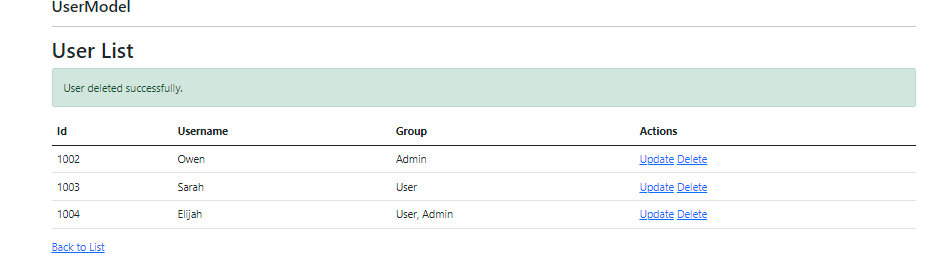 UserModel
User List
User deleted successfully.
Id Username Group Actions
1002 Owen Admin Update Delete
1003 Sarah User Update Delete
1004 Elijah User, Admin Update Delete
Back to List